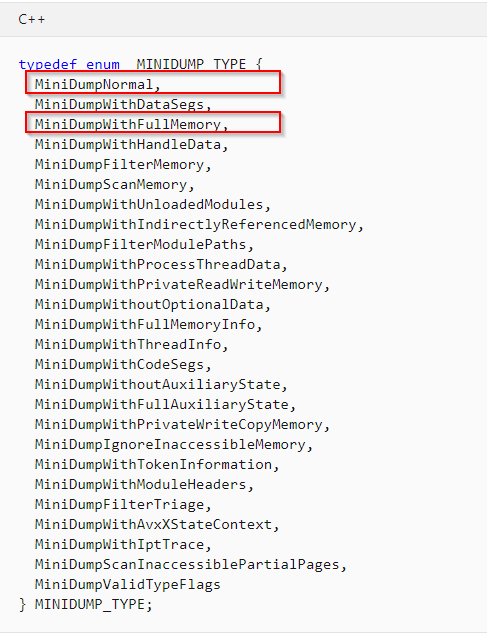 C++
typedef enum _MINIDUMP_TYPE {
MiniDumpNormal,
MiniDumpWithDataSegs,
MiniDumpWithFullMemory,
MiniDumpWithHandleData,
MiniDumpFilterMemory,
MiniDumpScanMemory,
MiniDumpWithUnloadedModules,
MiniDumpWithIndirectlyReferencedMemory,
MiniDumpFilterModulePaths,
MiniDumpWithProcessThreadData,
MiniDumpWithPrivateReadWriteMemory,
MiniDumpWithoutOptionalData,
MiniDumpWithFullMemoryInfo,
MiniDumpWithThreadInfo,
MiniDumpWithCodeSegs,
MiniDumpWithoutAuxiliaryState,
MiniDumpWithFullAuxiliaryState,
MiniDumpWithPrivateWriteCopyMemory,
MiniDumpIgnoreInaccessibleMemory,
MiniDumpWithTokenInformation,
MiniDumpWithModuleHeaders,
MiniDumpFilterTriage,
MiniDumpWithAvxXStateContext,
MiniDumpWithIptTrace,
MiniDumpScanInaccessiblePartialPages,
MiniDumpValidTypeFlags
} MINIDUMP_TYPE;